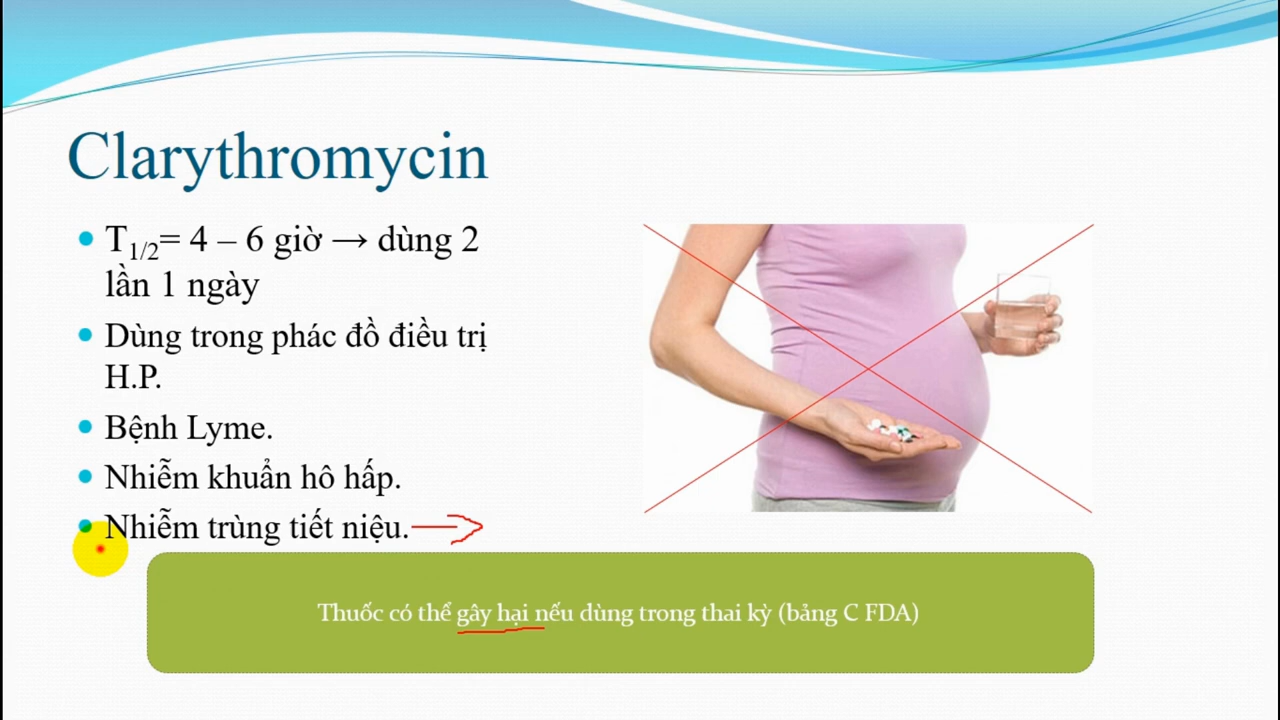 Clarythromycin
T1/2= 4 – 6 giờ → dùng 2
lần 1 ngày
Dùng trong phác đồ điều trị
H.P.
Bệnh Lyme.
Nhiễm khuẩn hô hấp.
Nhiễm trùng tiết niệu.
Thuốc có thể gây hại nếu dùng trong thai kỳ (bảng C FDA)